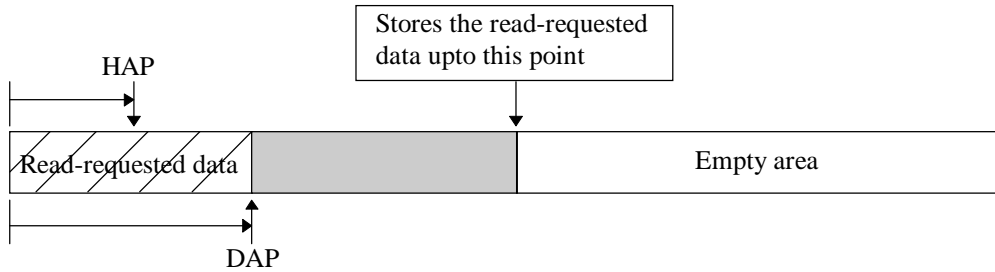 Stores the read-requested
data upto this point
HAP
Read-requested data
Empty area
DAP